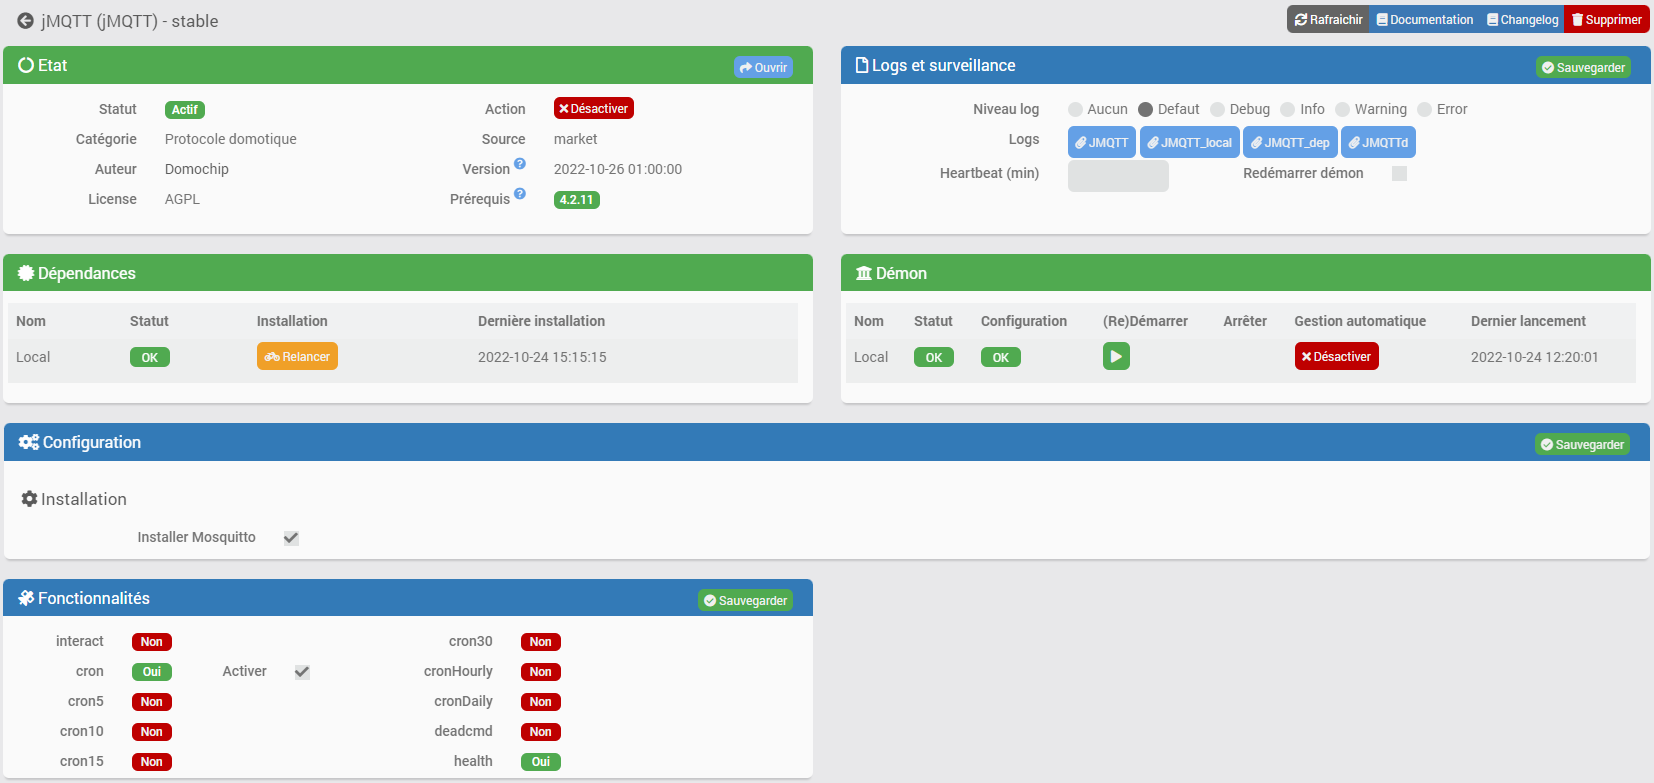 jMQTT (jMQTT) - stable
Rafraichir Documentation Changelog Supprimer
Etat
Ouvrir
Statut Actif Action Désactiver
Catégorie Protocole domotique Source market
Auteur Domochip Version ? 2022-10-26 01:00:00
License AGPL Prérequis ? 4.2.11
Logs et surveillance
Sauvegarder
Niveau log Aucun Defaut Debug Info Warning Error
Logs JMQTT JMQTT_local JMQTT_dep JMQTTd
Heartbeat (min) Redémarrer démon
Dépendances
Nom Statut Installation Dernière installation
Local OK Relancer 2022-10-24 15:15:15
Démon
Nom Statut Configuration (Re)Démarrer Arrêter Gestion automatique Dernier lancement
Local OK OK Désactiver 2022-10-24 12:20:01
Configuration
Sauvegarder
Installation
Installer Mosquitto
Fonctionnalités
Sauvegarder
interact Non cron30 Non
cron Oui Activer cronHourly Non
cron5 Non cronDaily Non
cron10 Non deadcmd Non
cron15 Non health Oui